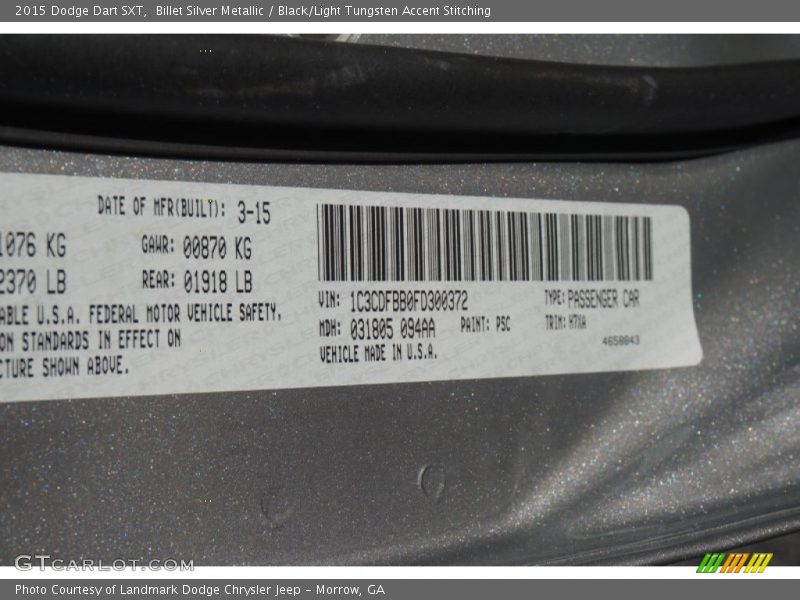 2015 Dodge Dart SXT,  Billet Silver Metallic / Black/Light Tungsten Accent Stitching
DATE OF MFR(BUILT): 3-15
1076 KG GAWR: 00870 KG
2370 LB REAR: 01918 LB
ABLE U.S.A. FEDERAL MOTOR VEHICLE SAFETY,
ON STANDARDS IN EFFECT ON
CTURE SHOWN ABOVE.
VIN: 1C3CDFBB0FD300372 TYPE: PASSENGER CAR
MDH: 031805 094AA PAINT: PSC TRIM: H7XA
VEHICLE MADE IN U.S.A. 4658843
GTCARLOT.COM
Photo Courtesy of Landmark Dodge Chrysler Jeep – Morrow, GA